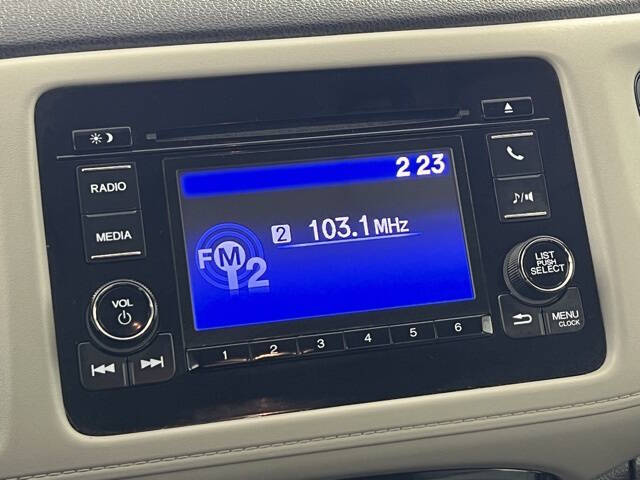 2 23
RADIO
MEDIA
2 103.1 MHz
FM 2
LIST
PUSH
SELECT
VOL
MENU
CLOCK
1 2 3 4 5 6